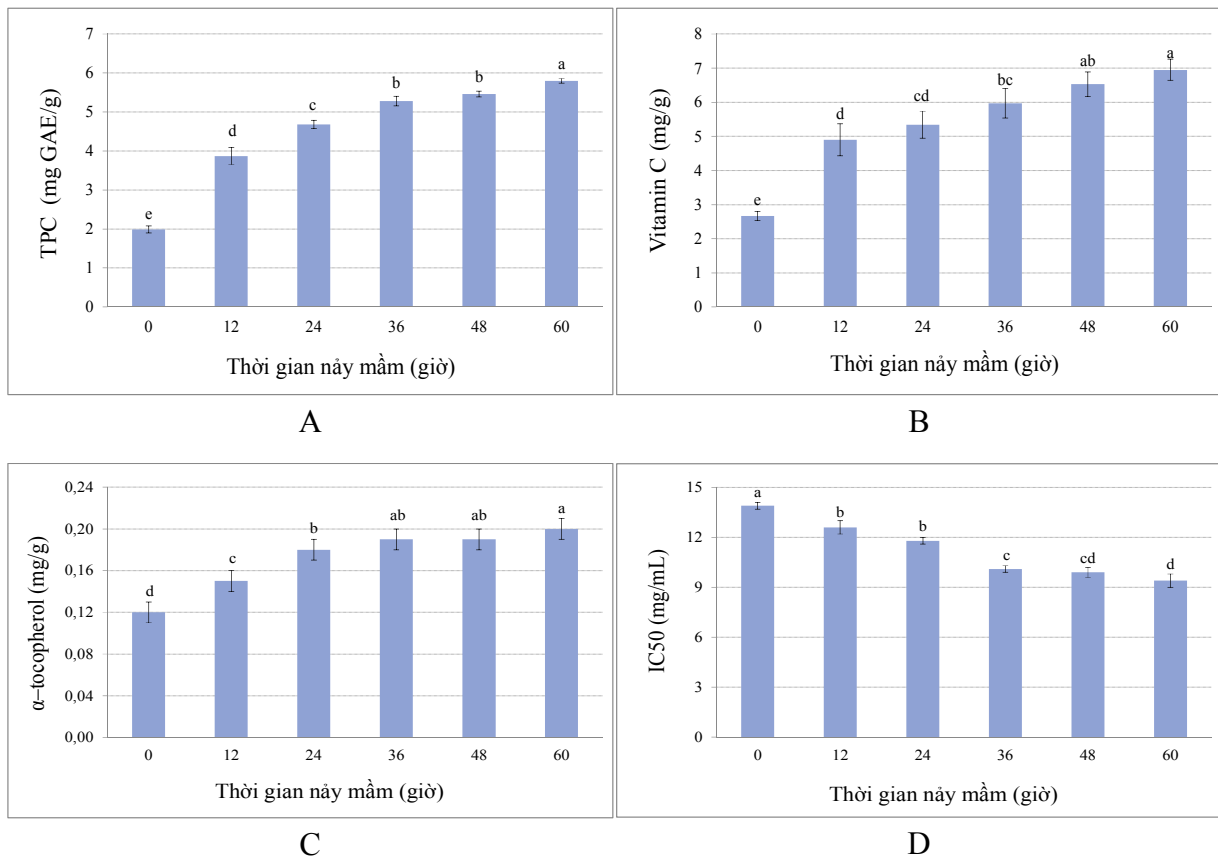 TPC (mg GAE/g)
7
6
5
4
3
2
1
0
e
d
c
b
b
a
0 12 24 36 48 60
Thời gian nảy mầm (giờ)
A
Vitamin C (mg/g)
8
7
6
5
4
3
2
1
0
e
d
cd
bc
ab
a
0 12 24 36 48 60
Thời gian nảy mầm (giờ)
B
α–tocopherol (mg/g)
0,24
0,20
0,16
0,12
0,08
0,04
0,00
d
c
b
ab
ab
a
0 12 24 36 48 60
Thời gian nảy mầm (giờ)
C
IC50 (mg/mL)
15
12
9
6
3
0
a
b
b
c
cd
d
0 12 24 36 48 60
Thời gian nảy mầm (giờ)
D